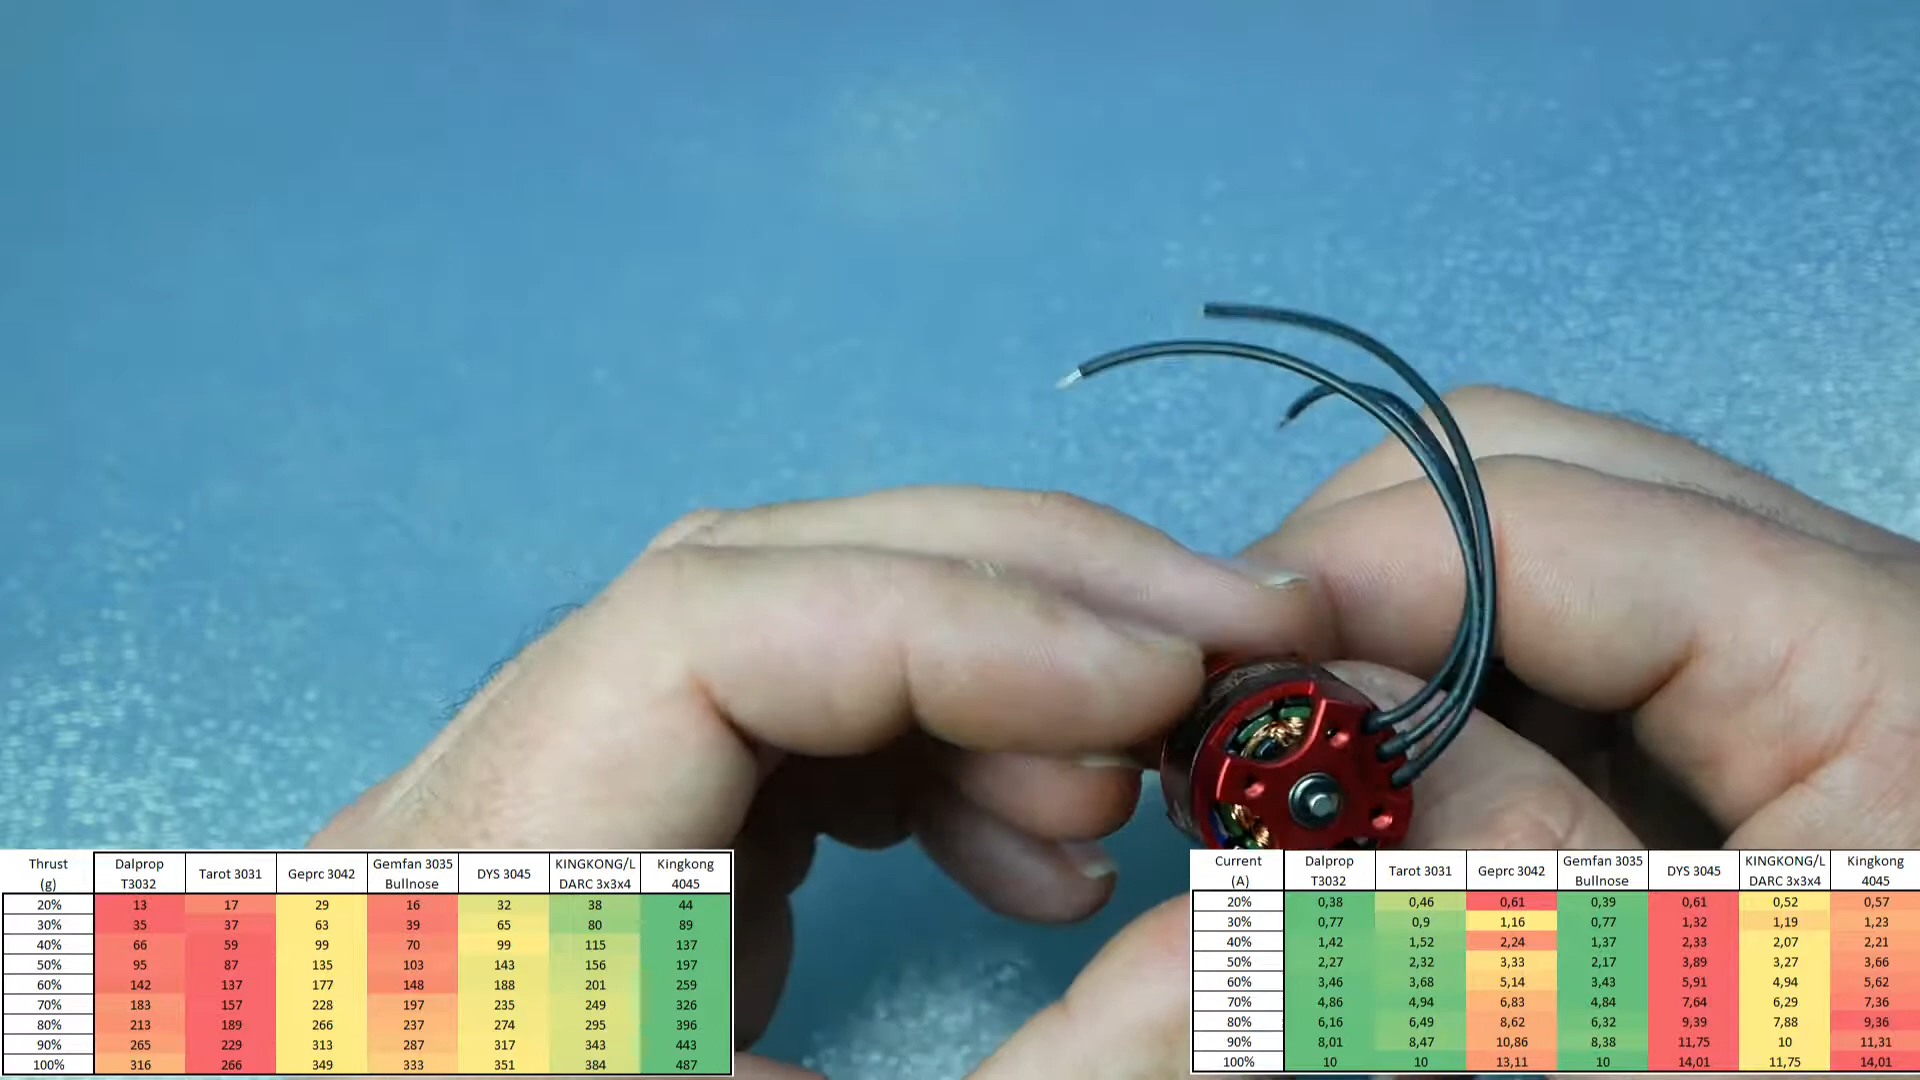 Thrust (g) Dalprop T3032 Tarot 3031 Geprc 3042 Gemfan 3035 Bullnose DYS 3045 KINGKONG/L DARC 3x3x4 Kingkong 4045
20% 13 17 29 16 32 38 44
30% 35 37 63 39 65 80 89
40% 66 59 99 70 99 115 137
50% 95 87 135 103 143 156 197
60% 142 137 177 148 188 201 259
70% 183 157 228 197 235 249 326
80% 213 189 266 237 274 295 396
90% 265 229 313 287 317 343 443
100% 316 266 349 333 351 384 487
Current (A) Dalprop T3032 Tarot 3031 Geprc 3042 Gemfan 3035 Bullnose DYS 3045 KINGKONG/L DARC 3x3x4 Kingkong 4045
20% 0,38 0,46 0,61 0,39 0,61 0,52 0,57
30% 0,77 0,9 1,16 0,77 1,32 1,19 1,23
40% 1,42 1,52 2,24 1,37 2,33 2,07 2,21
50% 2,27 2,32 3,33 2,17 3,89 3,27 3,66
60% 3,46 3,68 5,14 3,43 5,91 4,94 5,62
70% 4,86 4,94 6,83 4,84 7,64 6,29 7,36
80% 6,16 6,49 8,62 6,32 9,39 7,88 9,36
90% 8,01 8,47 10,86 8,38 11,75 10 11,31
100% 10 10 13,11 10 14,01 11,75 14,01